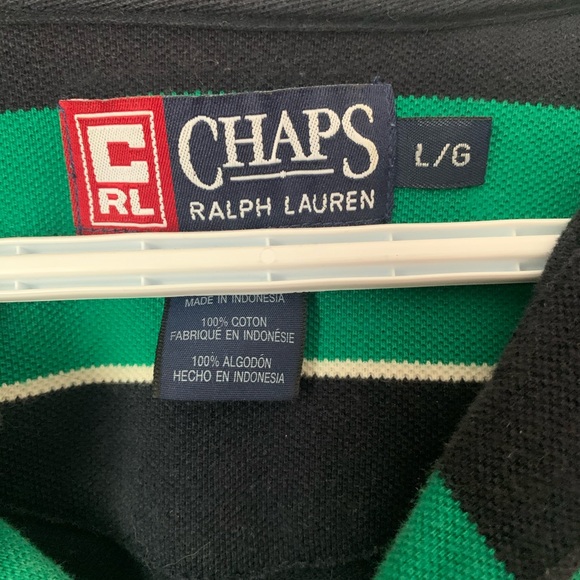 C
RL
CHAPS
RALPH LAUREN
L/G
MADE IN INDONESIA
100% COTON
FABRIQUÉ EN INDONÉSIE
100% ALGODÓN
HECHO EN INDONESIA